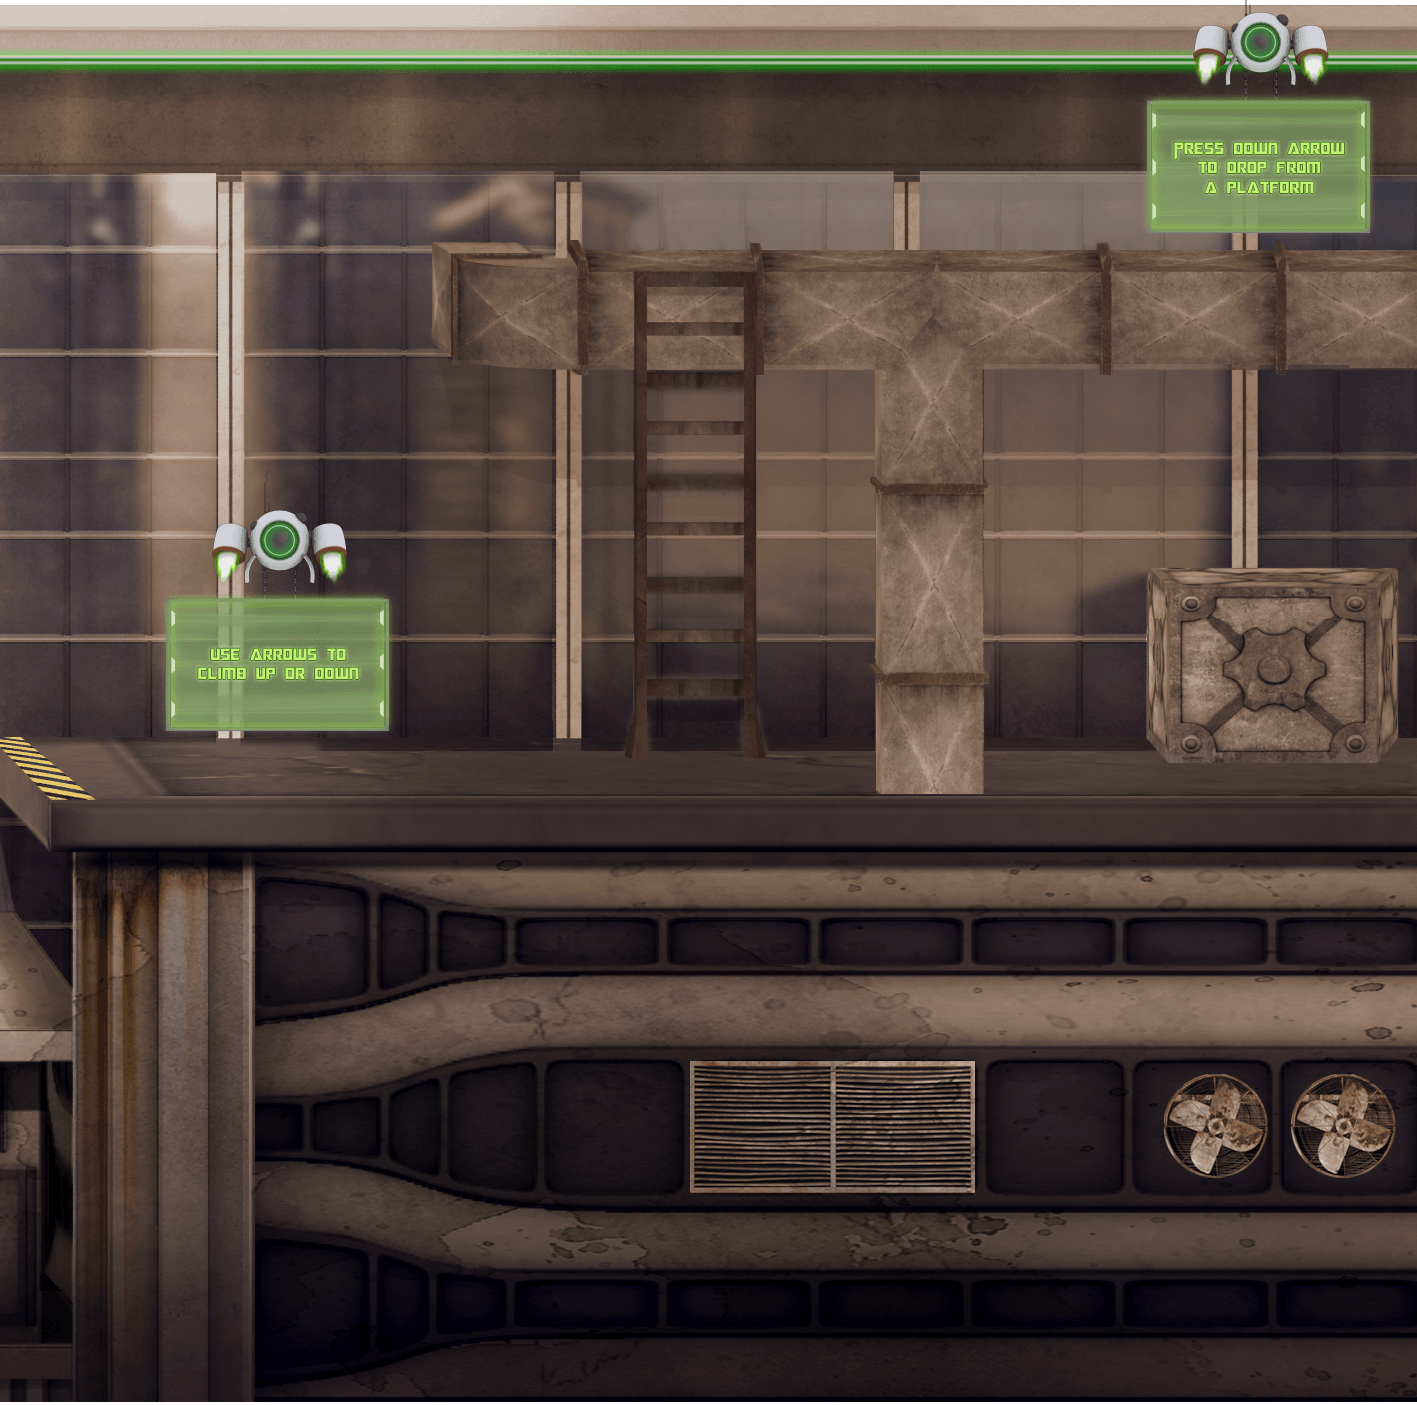 PRESS DOWN ARROW
TO DROP FROM
A PLATFORM
USE ARROWS TO
CLIMB UP OR DOWN